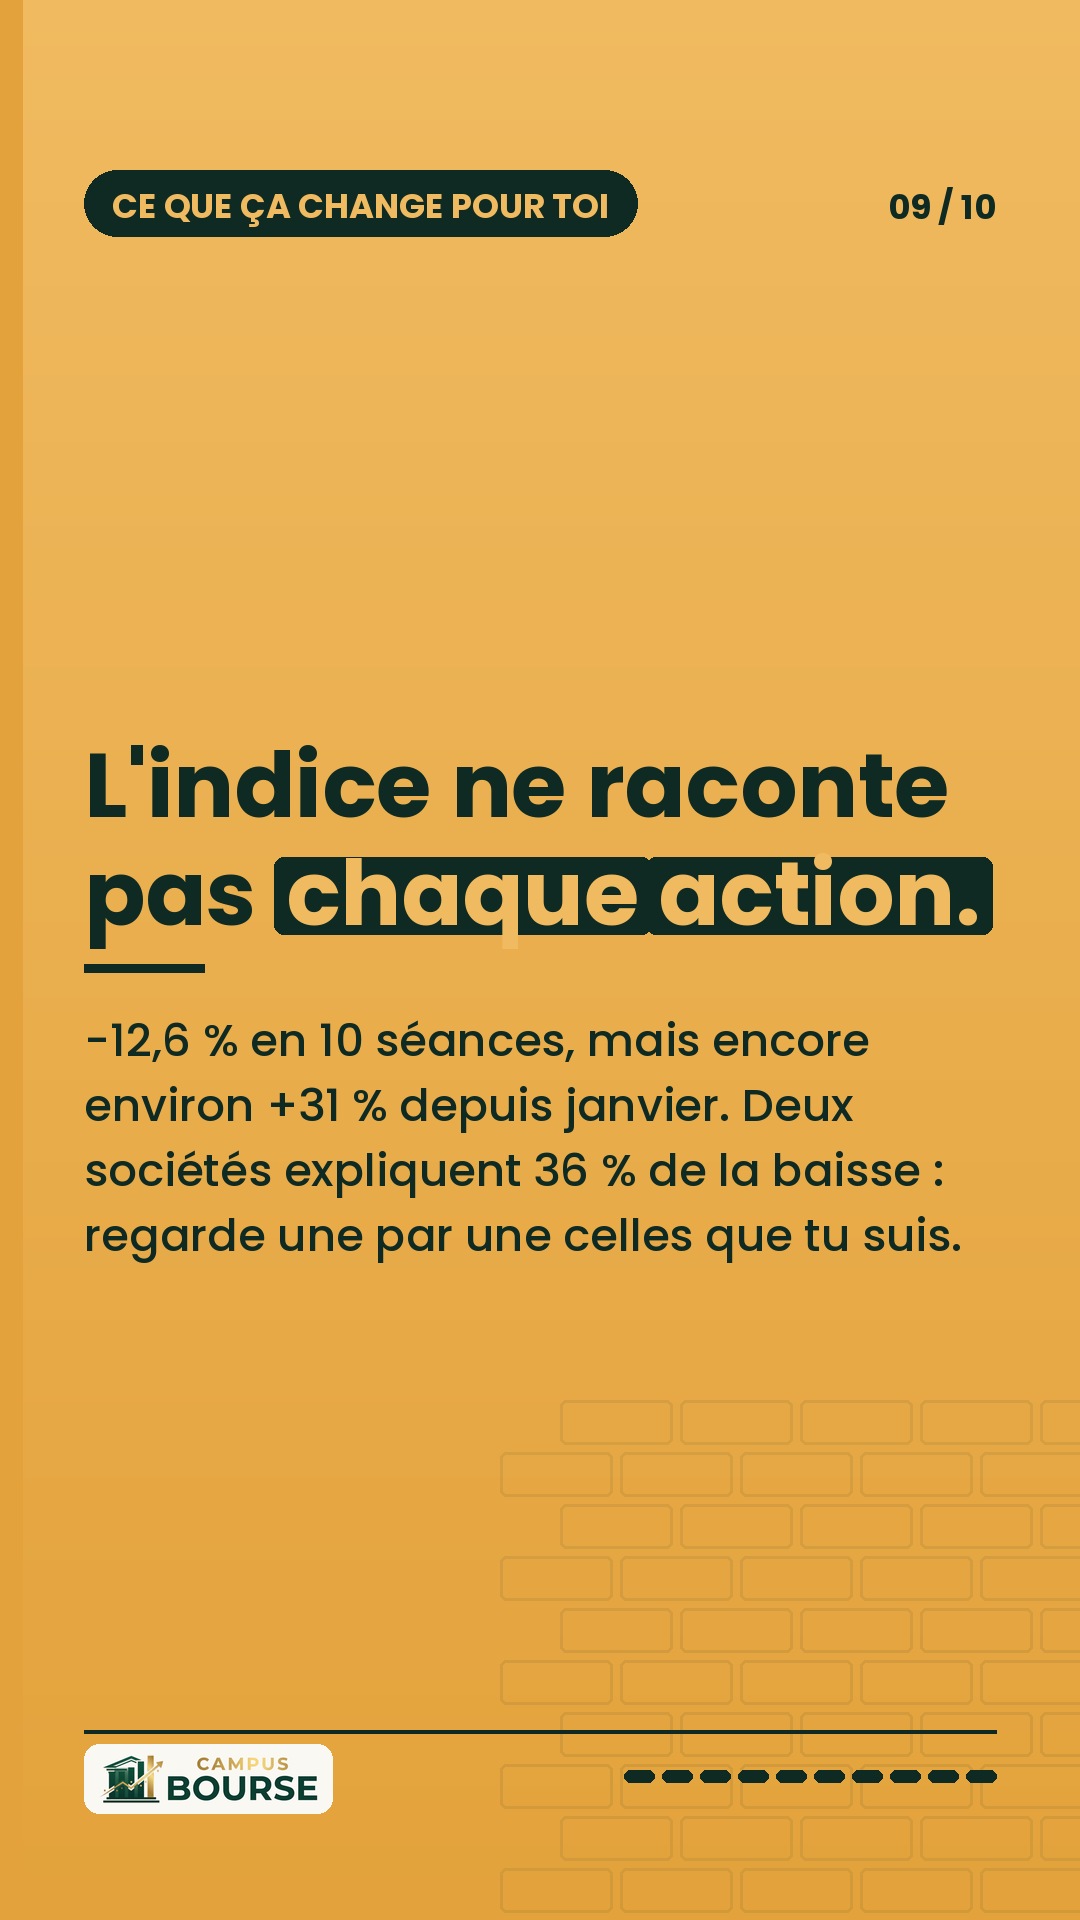 CE QUE ÇA CHANGE POUR TOI
09 / 10
L'indice ne raconte
pas chaque action.
-12,6 % en 10 séances, mais encore
environ +31 % depuis janvier. Deux
sociétés expliquent 36 % de la baisse :
regarde une par une celles que tu suis.
CAMPUS
BOURSE